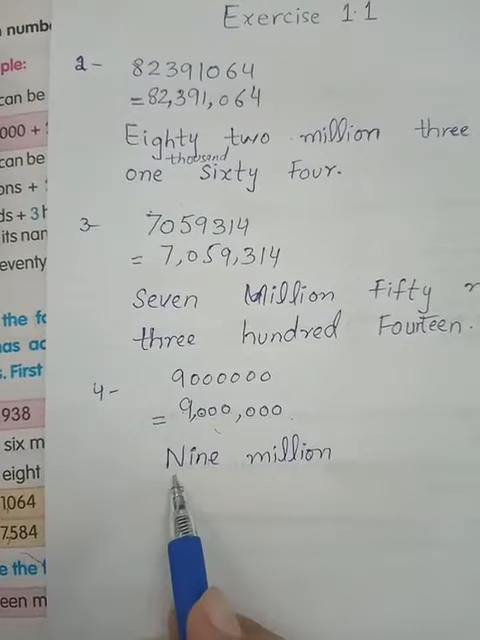 Exercise 1.1
numb
ple:
can be
000 +
can be
ons +
ds + 3 h
its nan
eventy
the fo
has ac
. First
938
six m
eight
1,064
7,584
e the
een m
2- 82391064
= 82,391,064
Eighty two million three
thousand
one sixty Four.
3- 7059314
= 7,059,314
Seven Million Fifty
three hundred Fourteen.
4- 9000000
= 9,000,000
Nine million